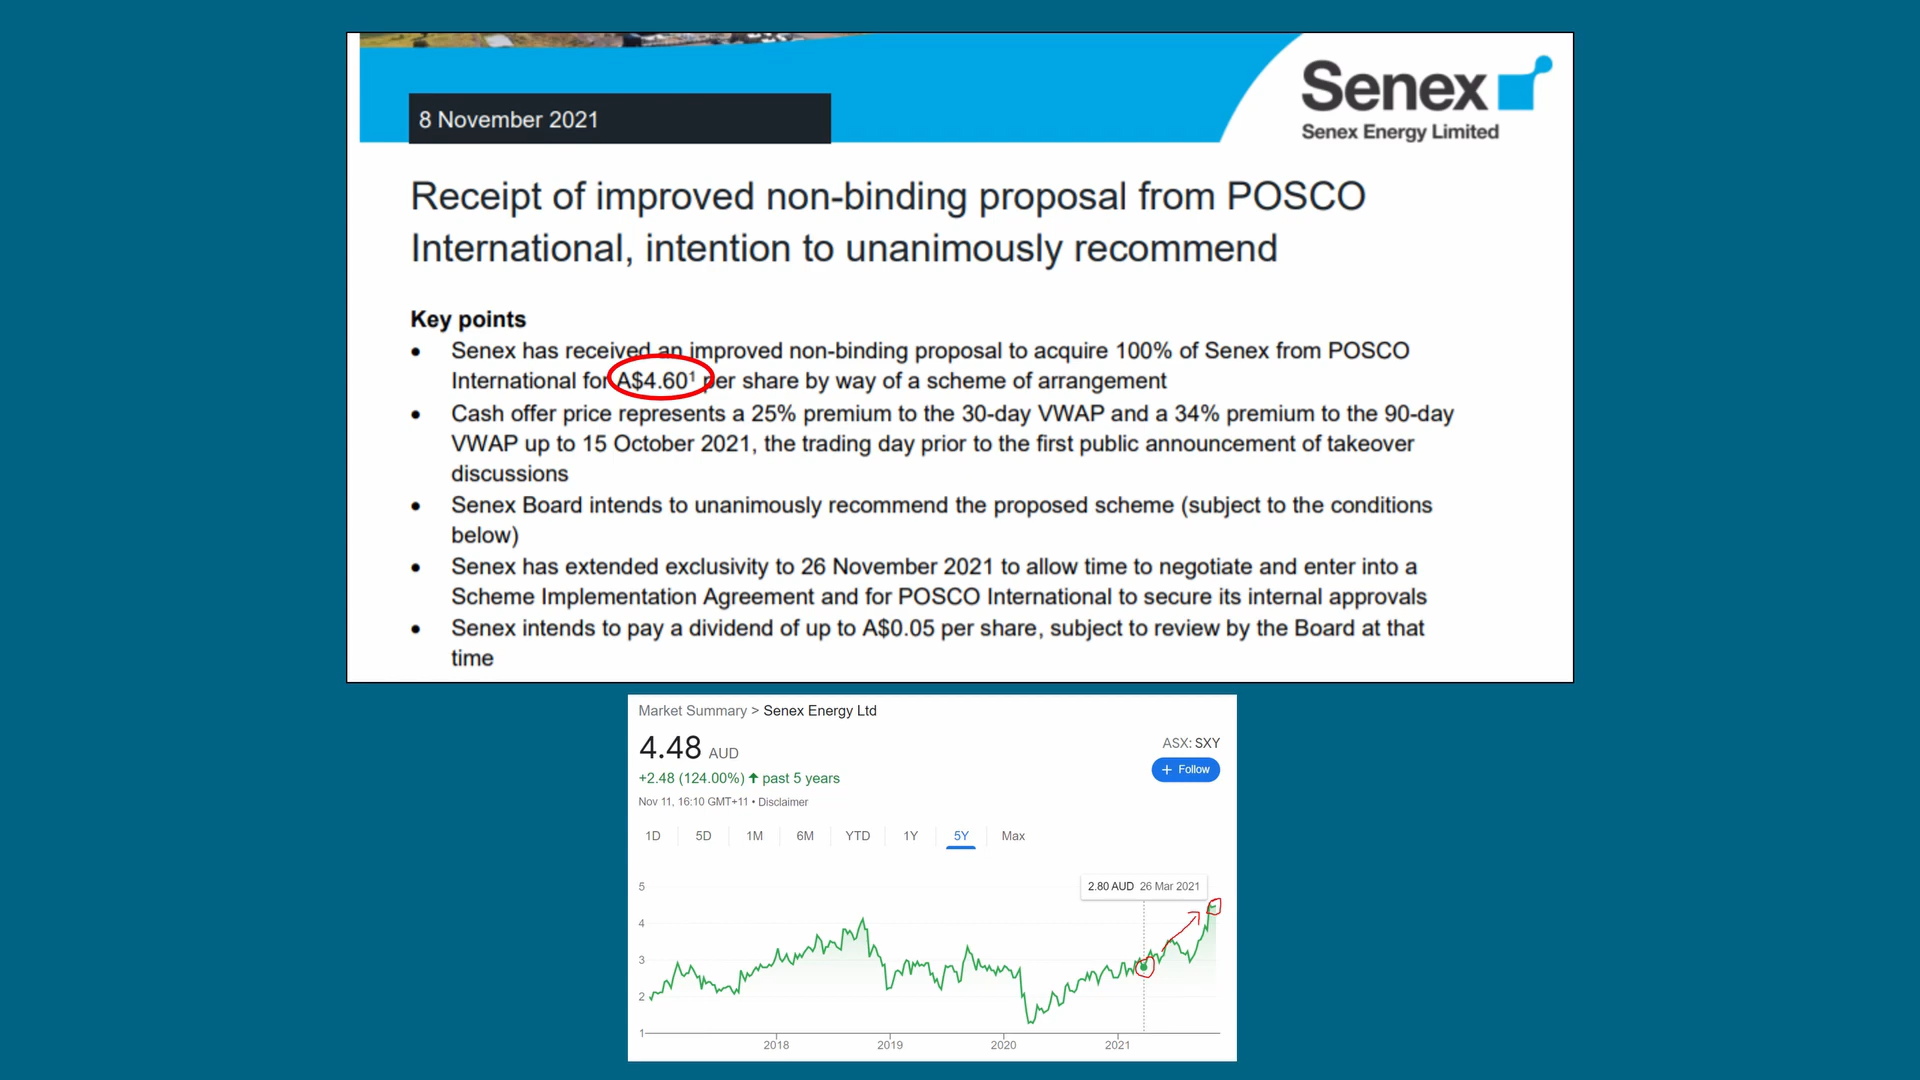 8 November 2021
Senex
Senex Energy Limited
Receipt of improved non-binding proposal from POSCO
International, intention to unanimously recommend
Key points
• Senex has received an improved non-binding proposal to acquire 100% of Senex from POSCO
International for A$4.60¹ per share by way of a scheme of arrangement
• Cash offer price represents a 25% premium to the 30-day VWAP and a 34% premium to the 90-day
VWAP up to 15 October 2021, the trading day prior to the first public announcement of takeover
discussions
• Senex Board intends to unanimously recommend the proposed scheme (subject to the conditions
below)
• Senex has extended exclusivity to 26 November 2021 to allow time to negotiate and enter into a
Scheme Implementation Agreement and for POSCO International to secure its internal approvals
• Senex intends to pay a dividend of up to A$0.05 per share, subject to review by the Board at that
time
Market Summary > Senex Energy Ltd
4.48 AUD
ASX: SXY
+2.48 (124.00%) ↑ past 5 years
+ Follow
Nov 11, 16:10 GMT+11 • Disclaimer
1D 5D 1M 6M YTD 1Y 5Y Max
2.80 AUD 26 Mar 2021
5
4
3
2
1
2018 2019 2020 2021